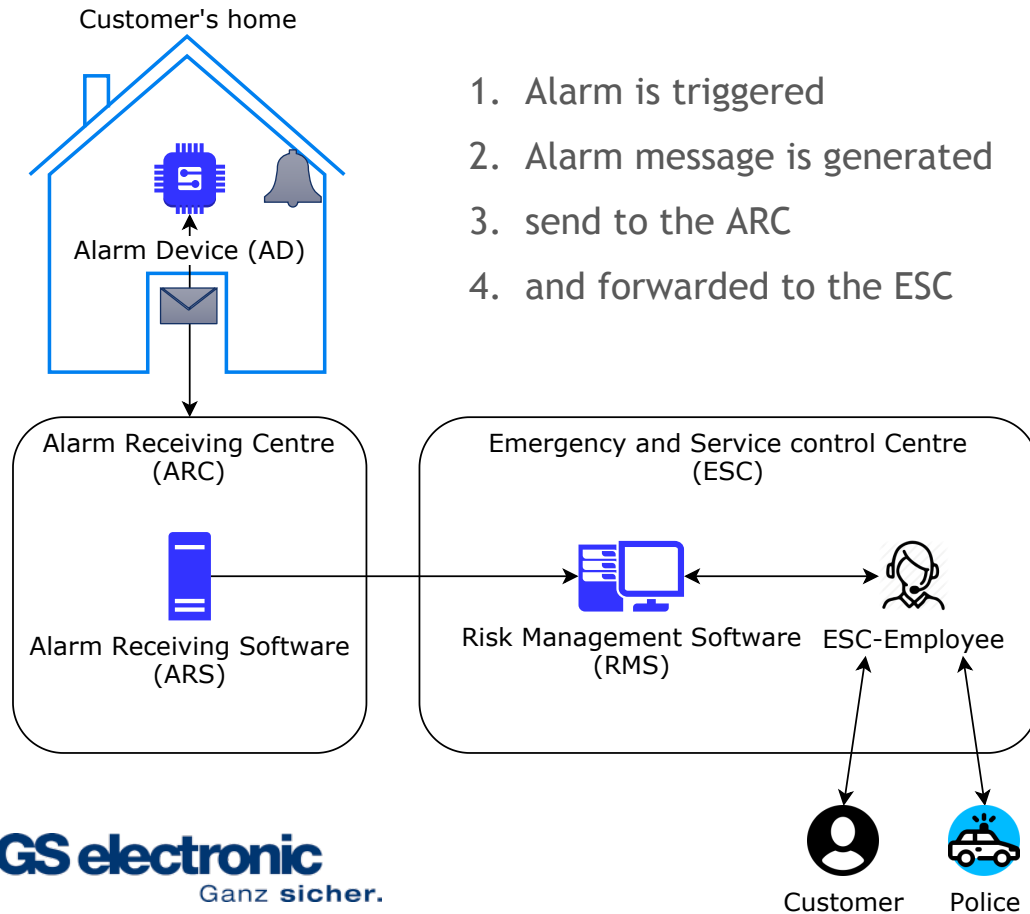 Customer's home
1. Alarm is triggered
2. Alarm message is generated
3. send to the ARC
4. and forwarded to the ESC
Alarm Device (AD)
Alarm Receiving Centre
(ARC)
Alarm Receiving Software
(ARS)
Emergency and Service control Centre
(ESC)
Risk Management Software
(RMS)
ESC-Employee
GS electronic
Ganz sicher.
Customer
Police